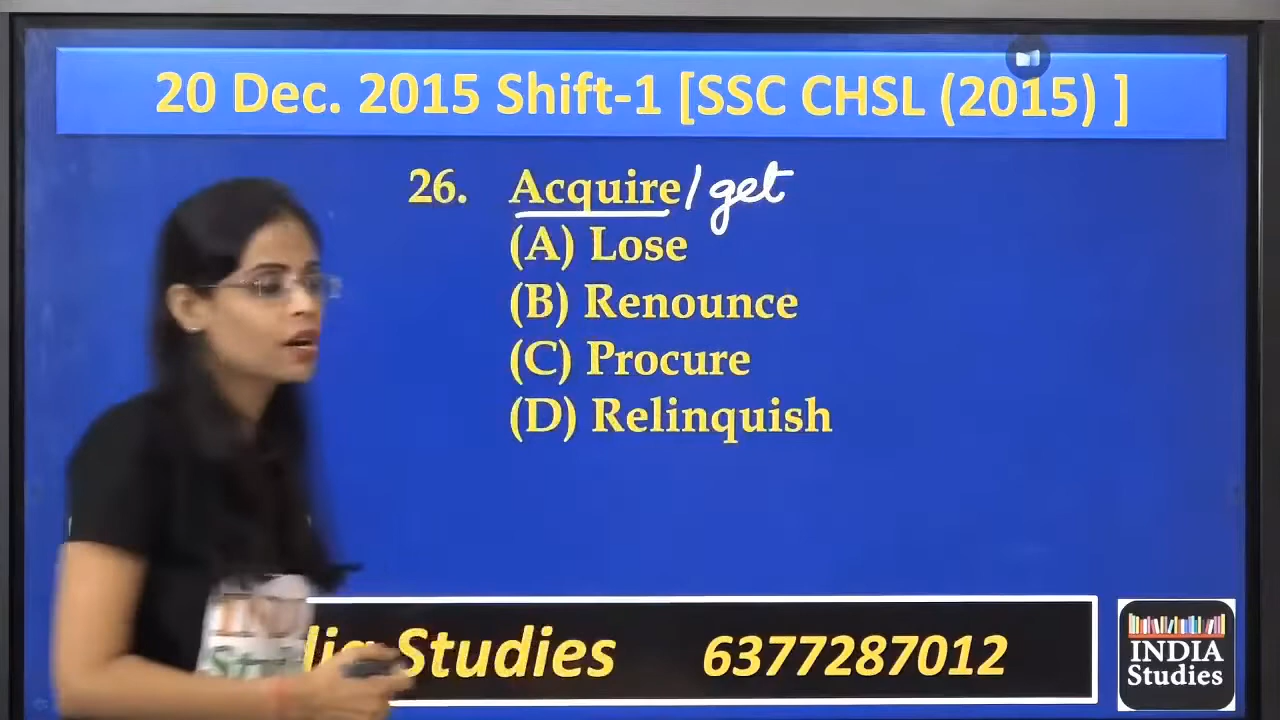 20 Dec. 2015 Shift-1 [SSC CHSL (2015) ]
26. Acquire/get
(A) Lose
(B) Renounce
(C) Procure
(D) Relinquish
Studies 6377287012
INDIA
Studies